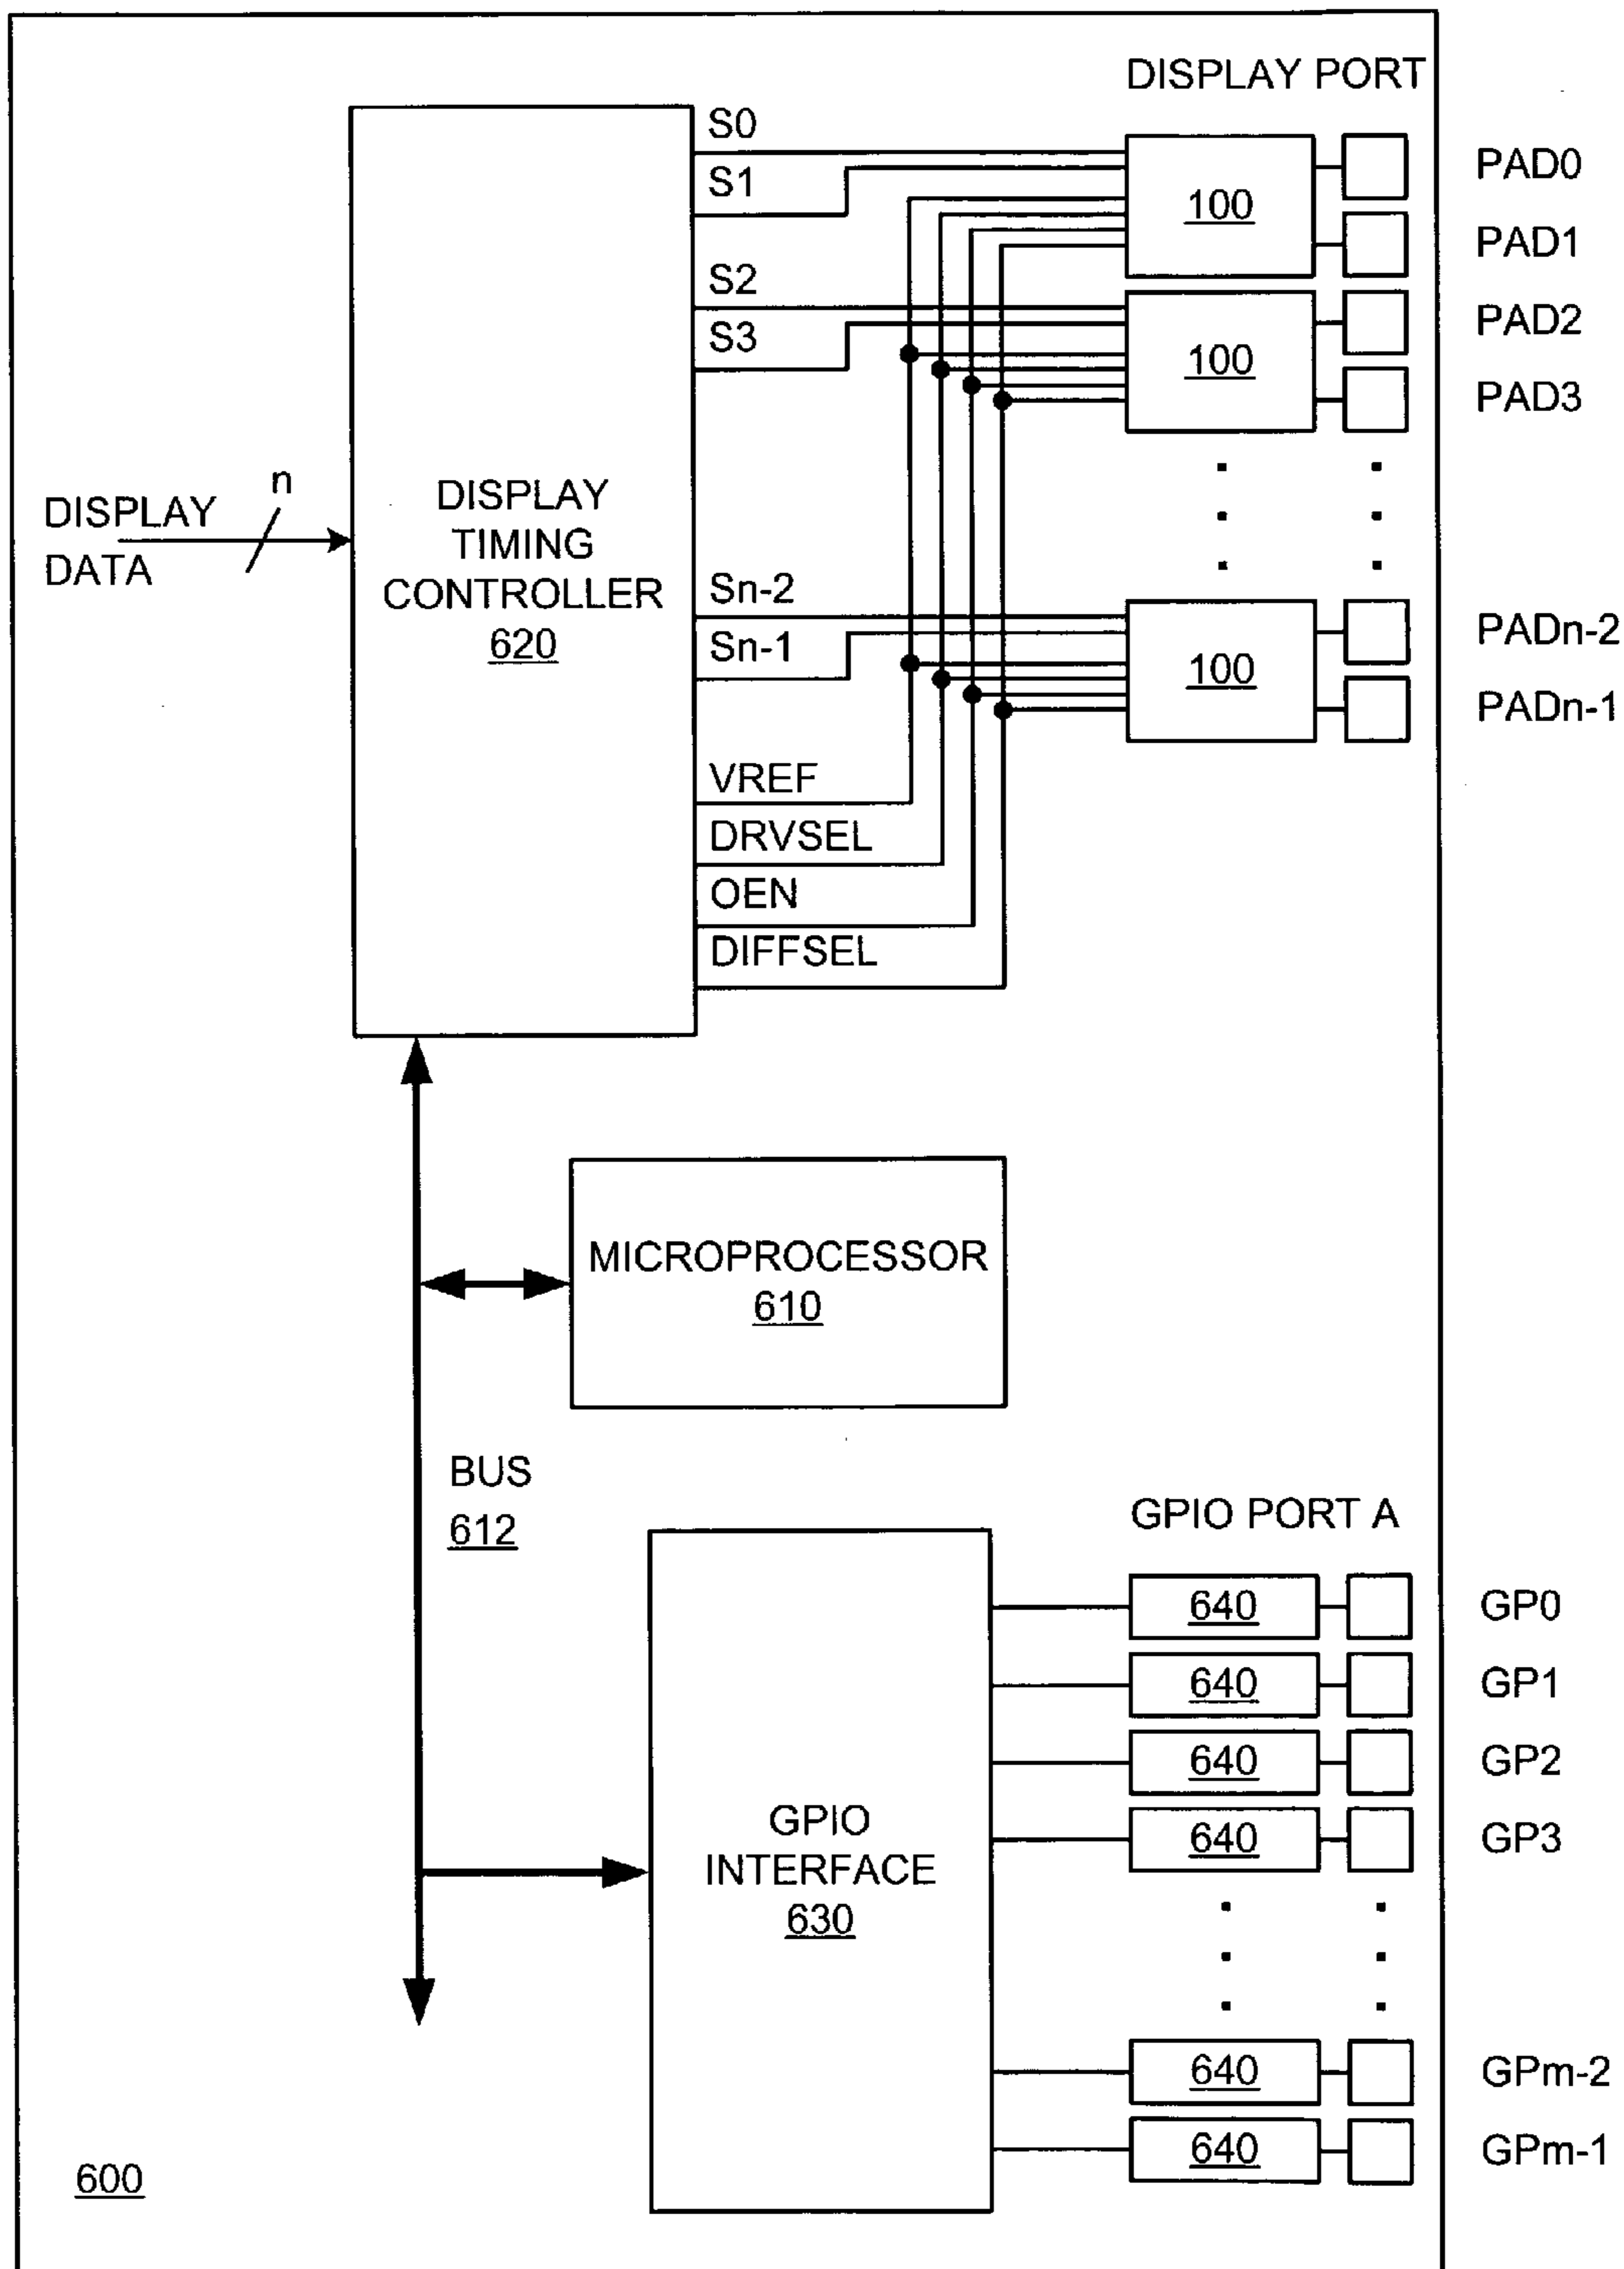 DISPLAY PORT
S0
S1
S2
S3
100
PAD0
PAD1
100
PAD2
PAD3
n
DISPLAY
DATA
DISPLAY
TIMING
CONTROLLER
620
Sn-2
Sn-1
100
PADn-2
PADn-1
VREF
DRVSEL
OEN
DIFFSEL
MICROPROCESSOR
610
BUS
612
GPIO PORT A
640
GP0
640
GP1
640
GP2
640
GP3
GPIO
INTERFACE
630
640
GPm-2
640
GPm-1
600